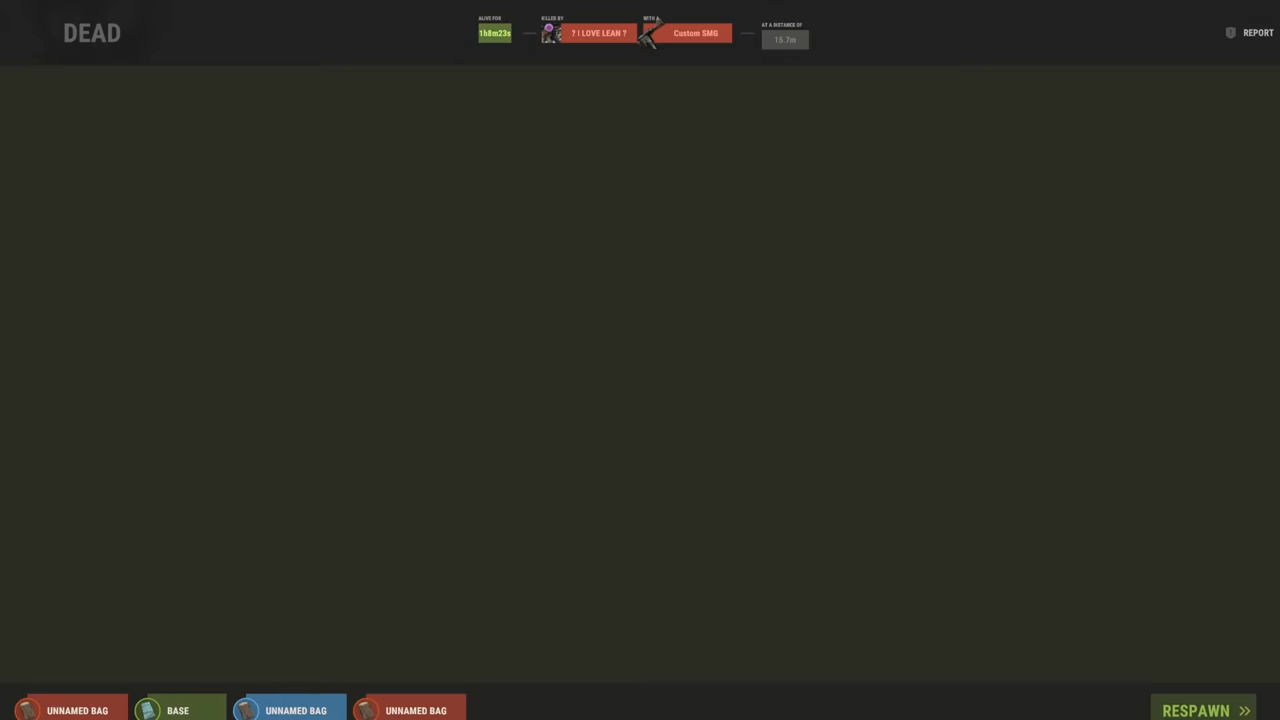 DEAD
ALIVE FOR
1h8m23s
KILLED BY
? I LOVE LEAN ?
WITH A
Custom SMG
AT A DISTANCE OF
15.7m
REPORT
UNNAMED BAG
BASE
UNNAMED BAG
UNNAMED BAG
RESPAWN >>